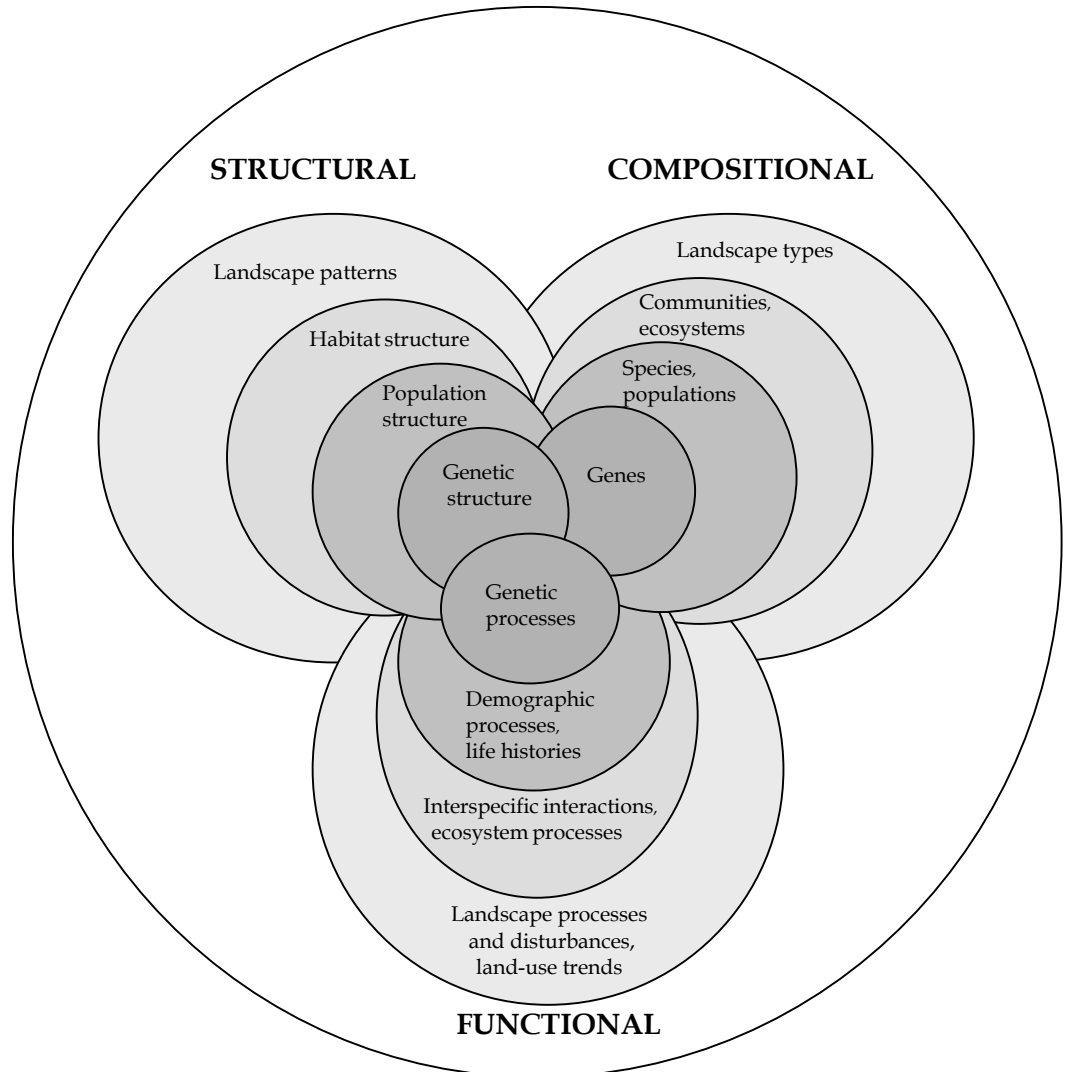 STRUCTURAL
COMPOSITIONAL
Landscape patterns
Landscape types
Habitat structure
Communities,
ecosystems
Population
structure
Species,
populations
Genetic
structure
Genes
Genetic
processes
Demographic
processes,
life histories
Interspecific interactions,
ecosystem processes
Landscape processes
and disturbances,
land-use trends
FUNCTIONAL